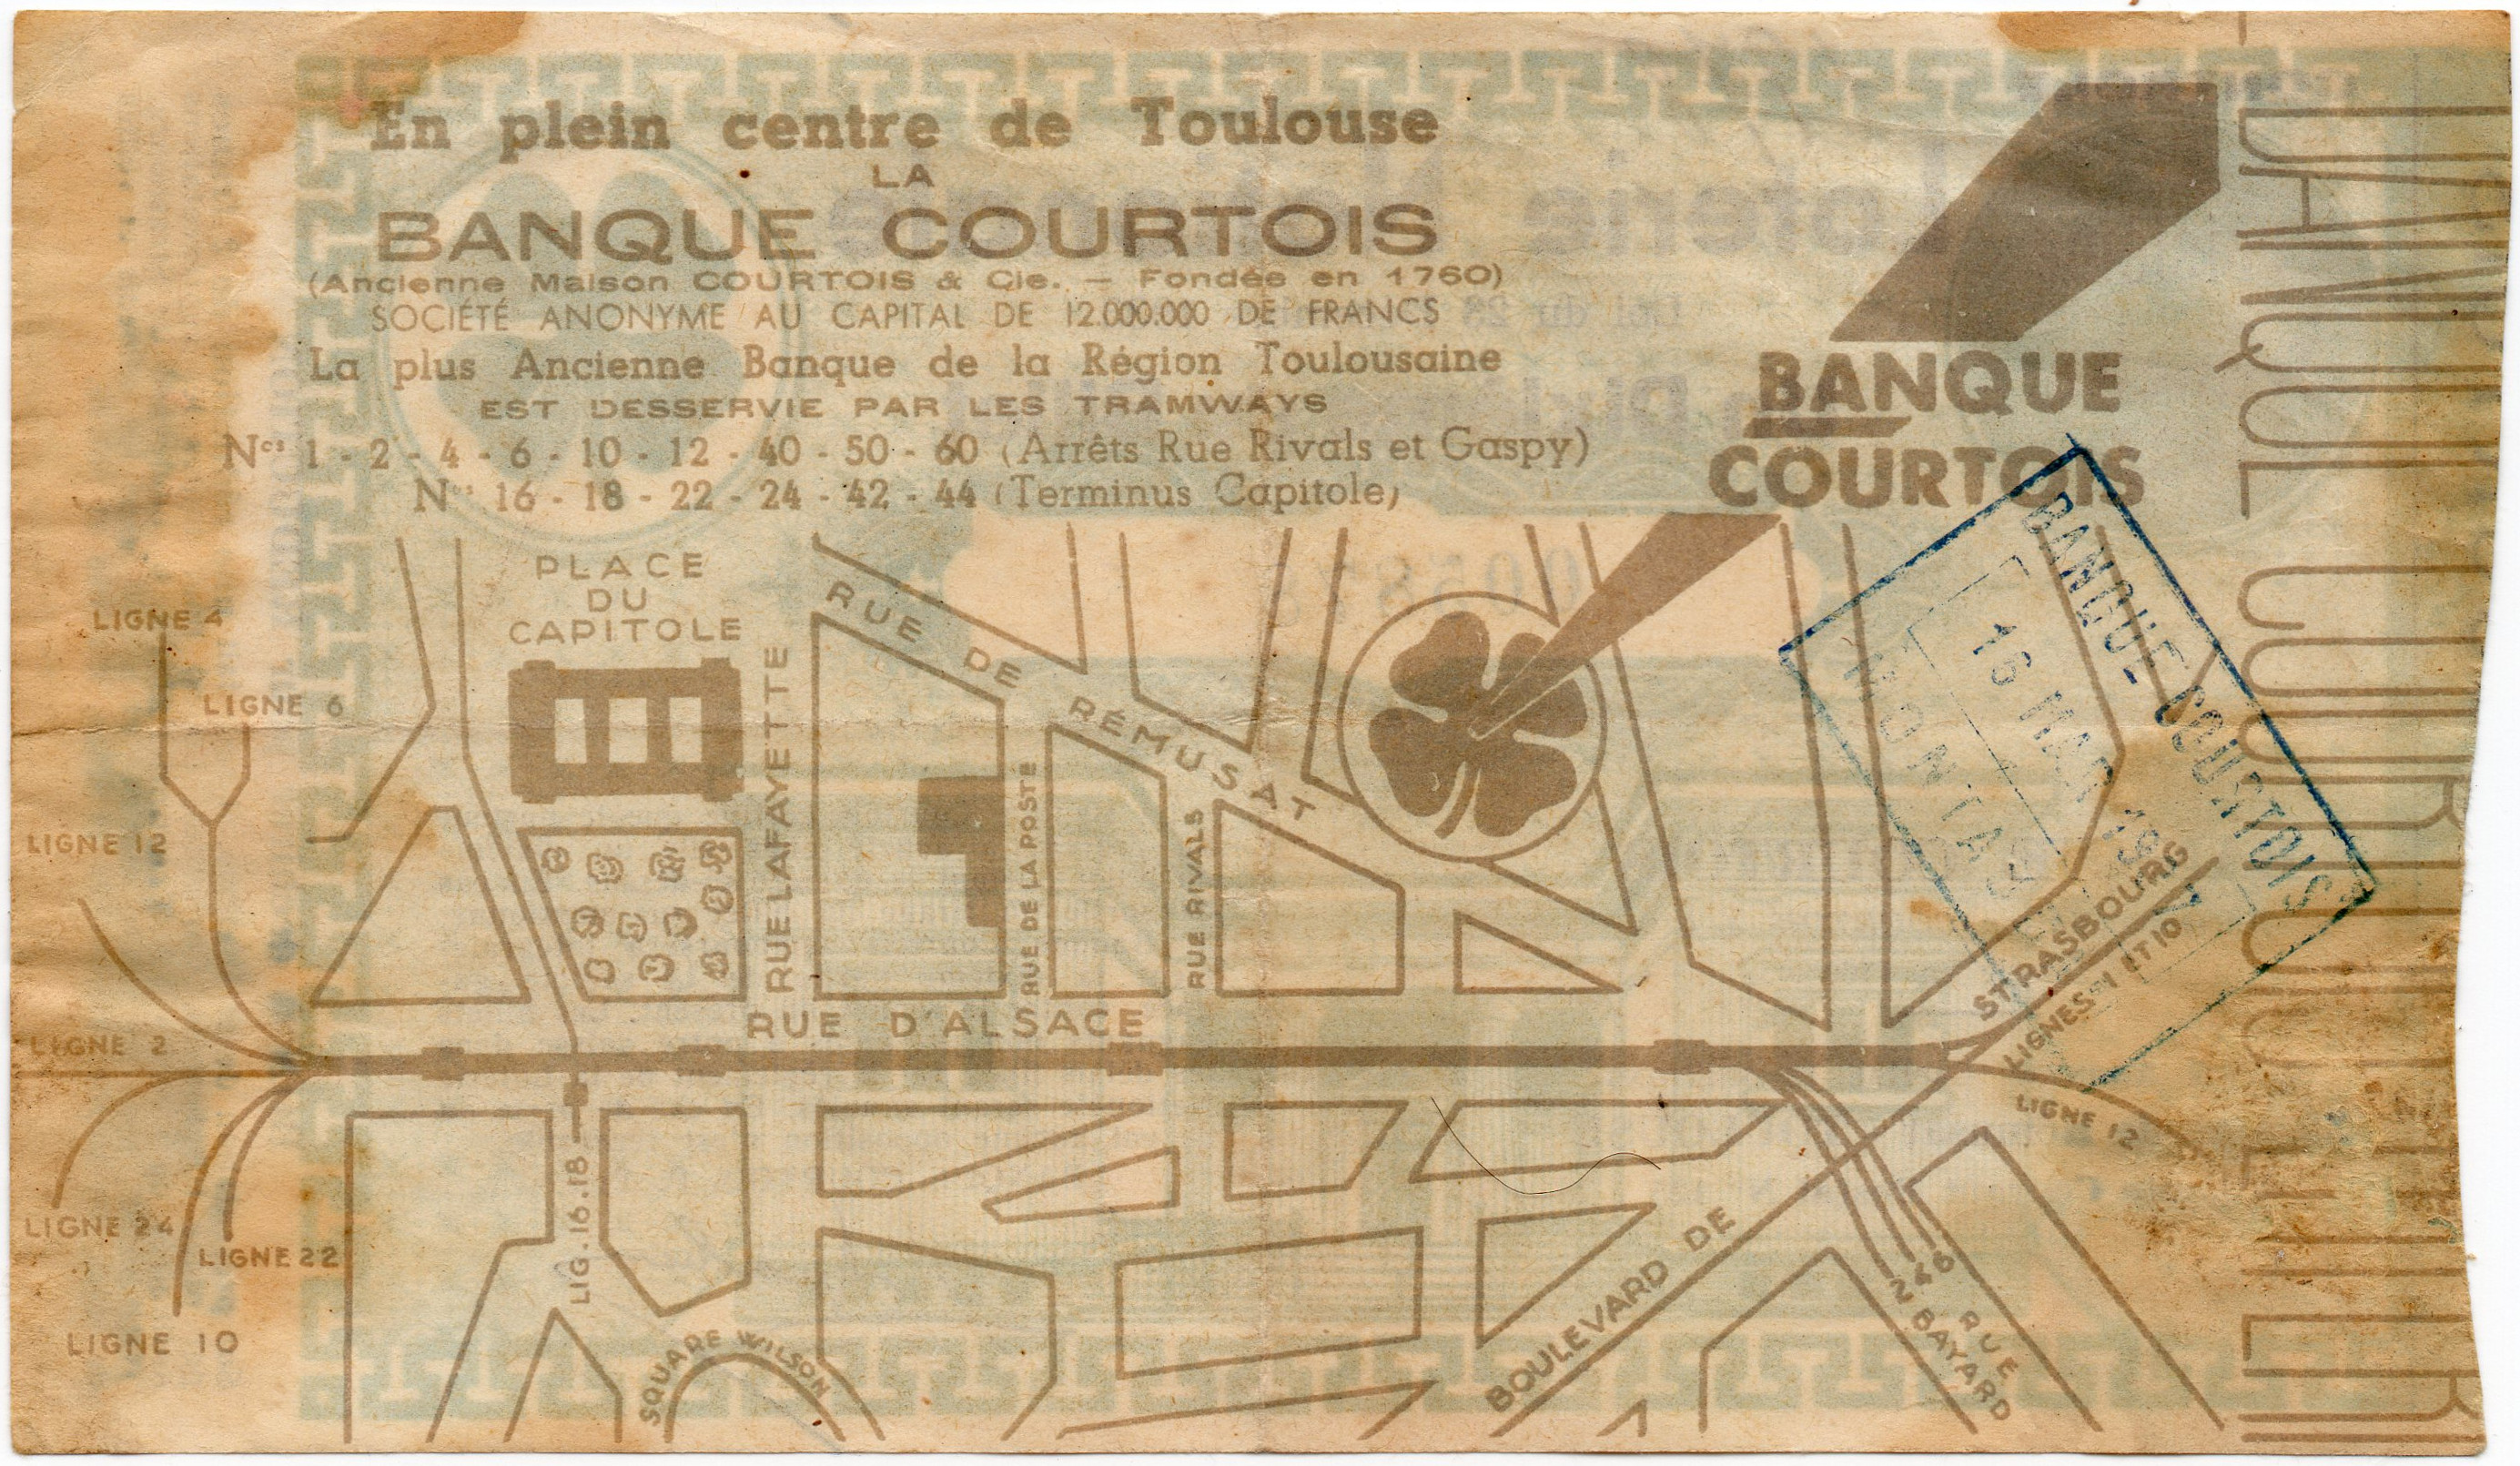 En plein centre de Toulouse
LA
BANQUE COURTOIS
(Ancienne Maison COURTOIS & Cie. — Fondée en 1760)
SOCIÉTÉ ANONYME AU CAPITAL DE 12.000.000 DE FRANCS
La plus Ancienne Banque de la Région Toulousaine
EST DESSERVIE PAR LES TRAMWAYS
Nos 1 - 2 - 4 - 6 - 10 - 12 - 40 - 50 - 60 (Arrêts Rue Rivals et Gaspy)
Nos 16 - 18 - 22 - 24 - 42 - 44 (Terminus Capitole)
BANQUE
COURTOIS
PLACE
DU
CAPITOLE
LIGNE 4
LIGNE 6
LIGNE 12
LIGNE 2
LIGNE 24
LIGNE 22
LIGNE 10
RUE LAFAYETTE
RUE DE RÉMUSAT
RUE DE LA POSTE
RUE RIVALS
RUE D'ALSACE
LIG.16.18
SQUARE WILSON
BOULEVARD DE
STRASBOURG
LIGNES 1 ET 10
LIGNE 12
2 4 6
RUE
BAYARD
BANQUE COURTOIS
16 MAR 19
BANQUE COURTOIS